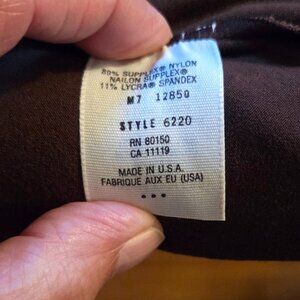 89% SUPPLEX® NYLON
NAILON SUPPLEX®
11% LYCRA® SPANDEX
M7 12850
STYLE 6220
RN 80150
CA 11119
MADE IN U.S.A.
FABRIQUE AUX EU (USA)
•••